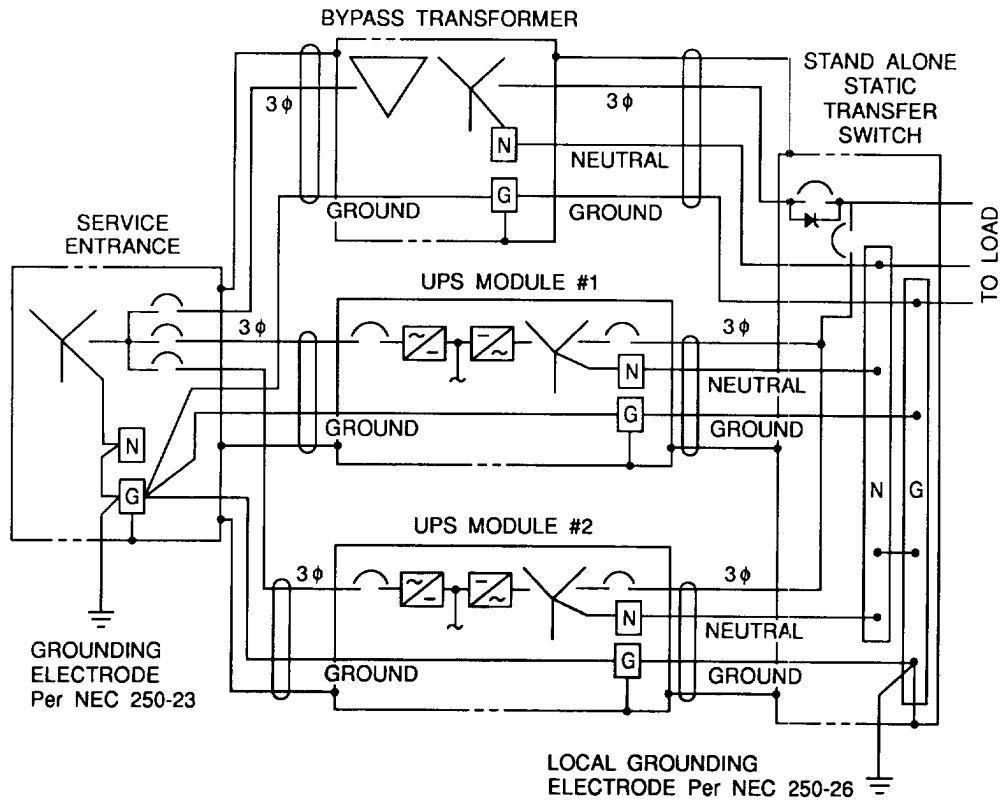 BYPASS TRANSFORMER
STAND ALONE
STATIC
TRANSFER
SWITCH
3ϕ
3ϕ
N
NEUTRAL
G
GROUND
GROUND
SERVICE
ENTRANCE
TO LOAD
UPS MODULE #1
3ϕ
3ϕ
N
NEUTRAL
G
GROUND
GROUND
N
G
N
G
UPS MODULE #2
3ϕ
3ϕ
N
NEUTRAL
G
GROUND
GROUND
GROUNDING
ELECTRODE
Per NEC 250-23
LOCAL GROUNDING
ELECTRODE Per NEC 250-26